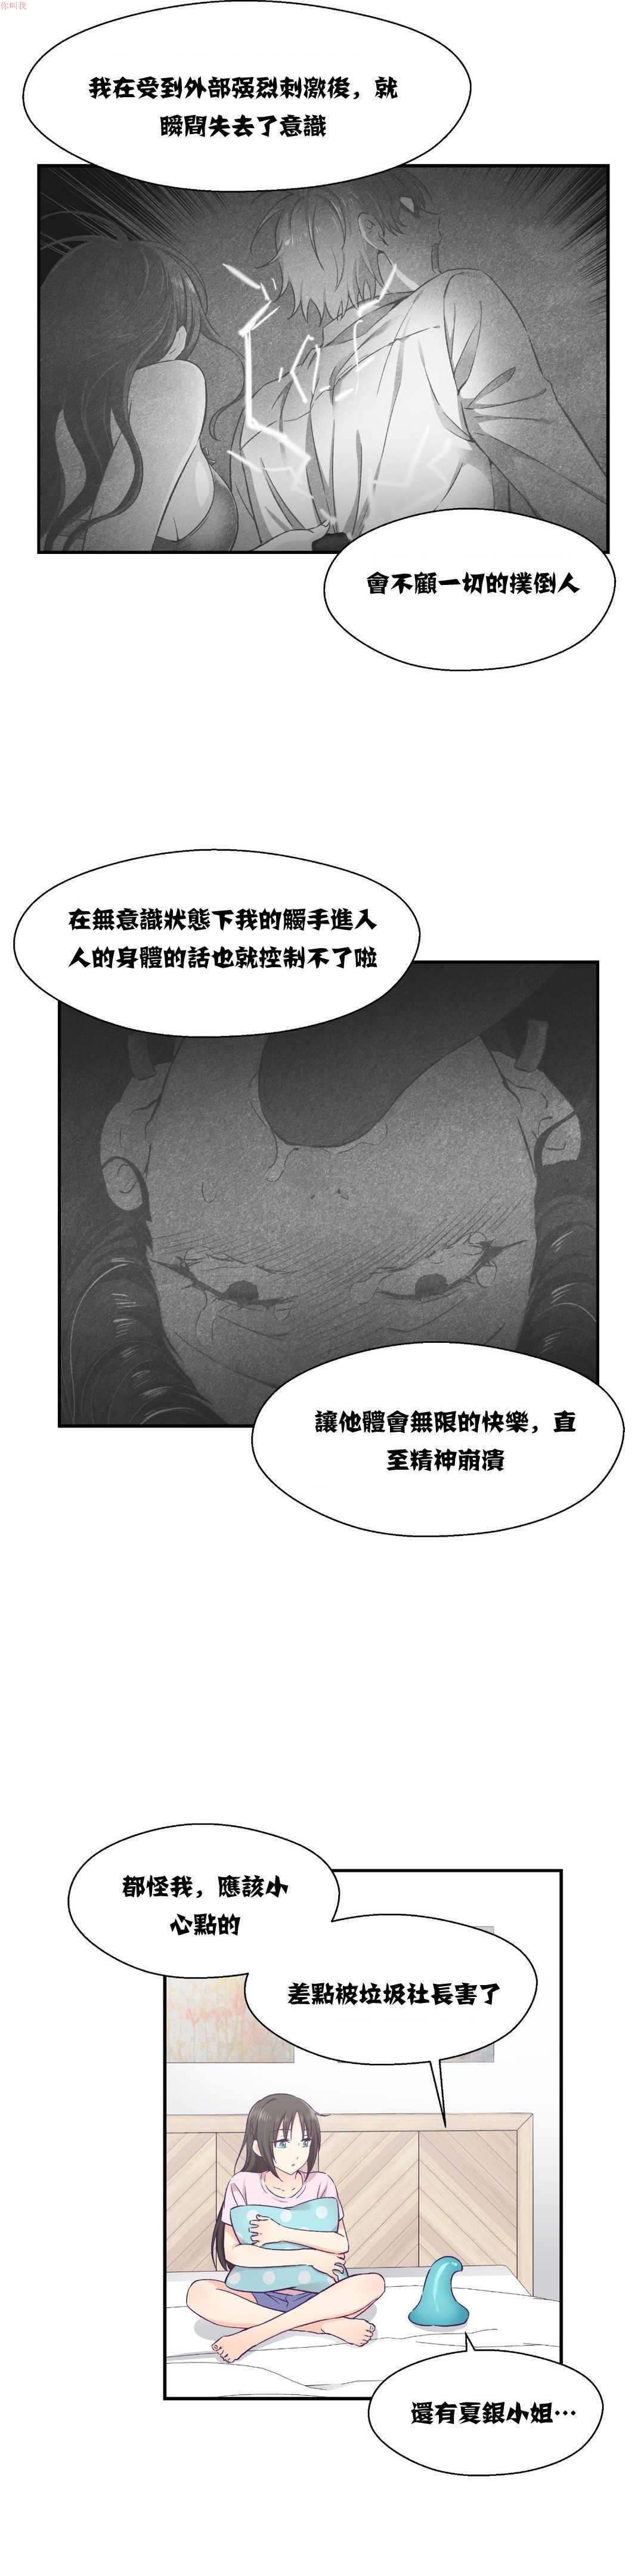 你叫我
我在受到外部强烈刺激後，就
瞬間失去了意識
會不顧一切的撲倒人
在無意識狀態下我的觸手進入
人的身體的話也就控制不了啦
讓他體會無限的快樂，直
至精神崩潰
都怪我，應該小
心點的
差點被垃圾社長害了
還有夏銀小姐…